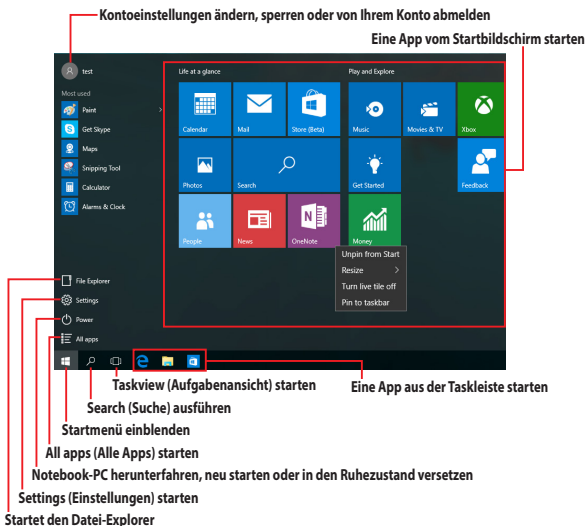 Kontoeinstellungen ändern, sperren oder von Ihrem Konto abmelden
Eine App vom Startbildschirm starten
test
Most used
Paint
Get Skype
Maps
Snipping Tool
Calculator
Alarms & Clock
File Explorer
Settings
Power
All apps
Life at a glance
Play and Explore
Calendar
Mail
Store (Beta)
Music
Movies & TV
Xbox
Photos
Search
Get Started
Feedback
People
News
OneNote
Money
Unpin from Start
Resize
Turn live tile off
Pin to taskbar
Taskview (Aufgabenansicht) starten
Eine App aus der Taskleiste starten
Search (Suche) ausführen
Startmenü einblenden
All apps (Alle Apps) starten
Notebook-PC herunterfahren, neu starten oder in den Ruhezustand versetzen
Settings (Einstellungen) starten
Startet den Datei-Explorer